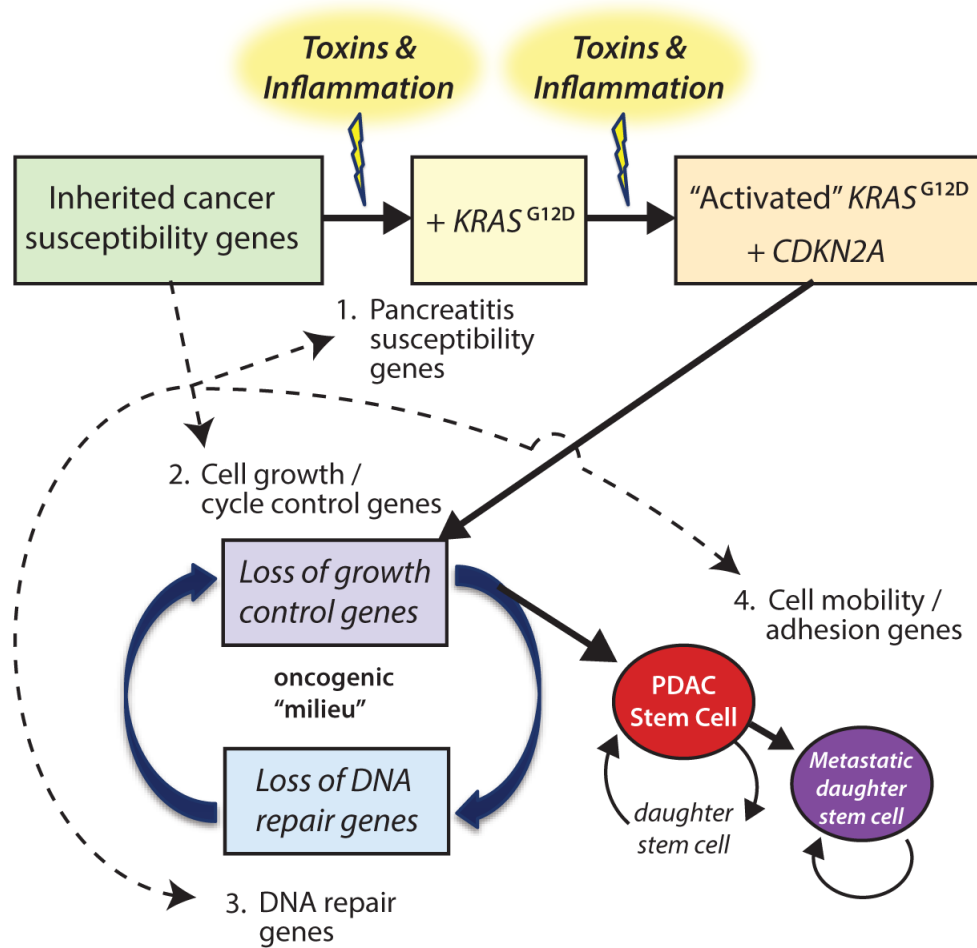 Toxins &
Inflammation
Toxins &
Inflammation
Inherited cancer
susceptibility genes
+ KRAS G12D
“Activated” KRAS G12D
+ CDKN2A
1. Pancreatitis
susceptibility
genes
2. Cell growth /
cycle control genes
Loss of growth
control genes
4. Cell mobility /
adhesion genes
oncogenic
“milieu”
PDAC
Stem Cell
Loss of DNA
repair genes
daughter
stem cell
Metastatic
daughter
stem cell
3. DNA repair
genes